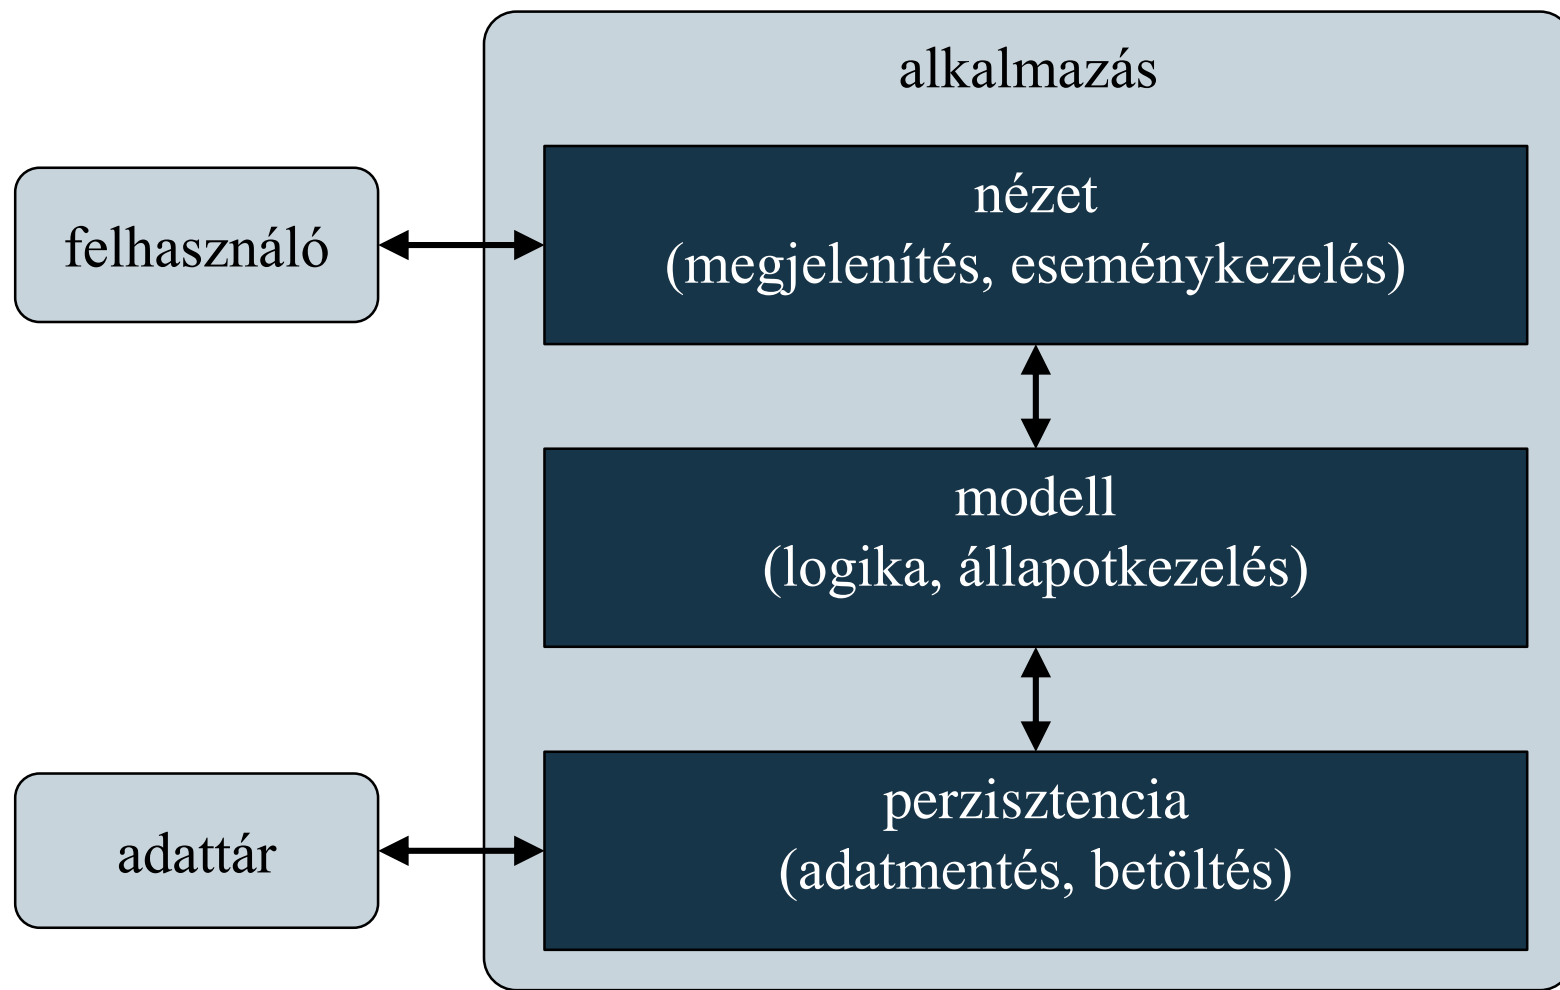 alkalmazás
felhasználó
nézet
(megjelenítés, eseménykezelés)
modell
(logika, állapotkezelés)
adattár
perzisztencia
(adatmentés, betöltés)